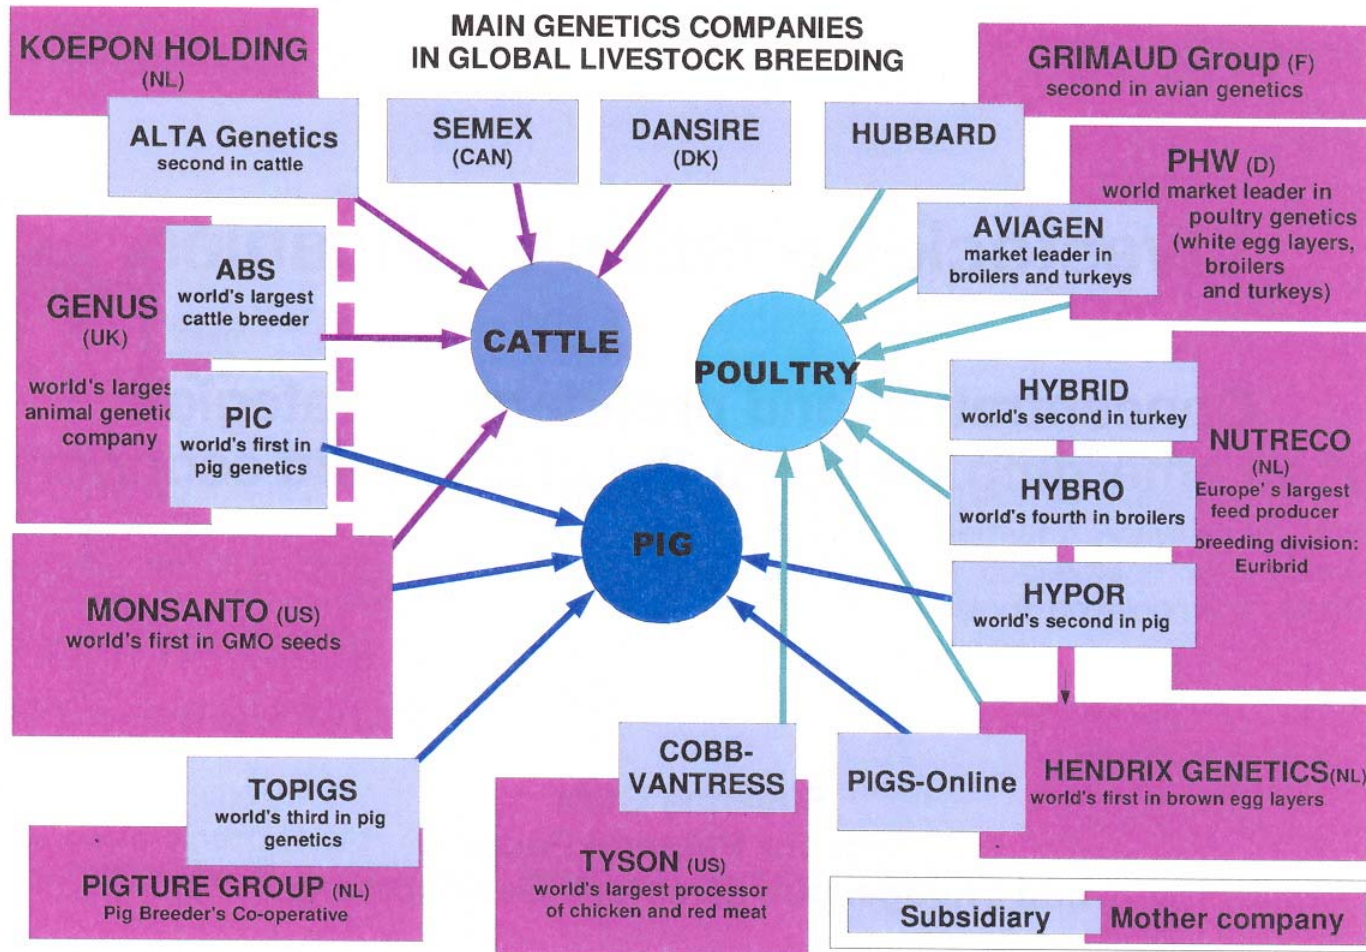 MAIN GENETICS COMPANIES
IN GLOBAL LIVESTOCK BREEDING
KOEPON HOLDING
(NL)
ALTA Genetics
second in cattle
SEMEX
(CAN)
DANSIRE
(DK)
HUBBARD
GRIMAUD Group (F)
second in avian genetics
PHW (D)
world market leader in
poultry genetics
(white egg layers,
broilers
and turkeys)
AVIAGEN
market leader in
broilers and turkeys
GENUS
(UK)
world's larges
animal genetic
company
ABS
world's largest
cattle breeder
PIC
world's first in
pig genetics
CATTLE
POULTRY
PIG
HYBRID
world's second in turkey
HYBRO
world's fourth in broilers
HYPOR
world's second in pig
NUTRECO
(NL)
Europe's largest
feed producer
breeding division:
Euribrid
MONSANTO (US)
world's first in GMO seeds
TOPIGS
world's third in pig
genetics
PIGTURE GROUP (NL)
Pig Breeder's Co-operative
COBB-
VANTRESS
TYSON (US)
world's largest processor
of chicken and red meat
PIGS-Online
HENDRIX GENETICS(NL)
world's first in brown egg layers
Subsidiary
Mother company